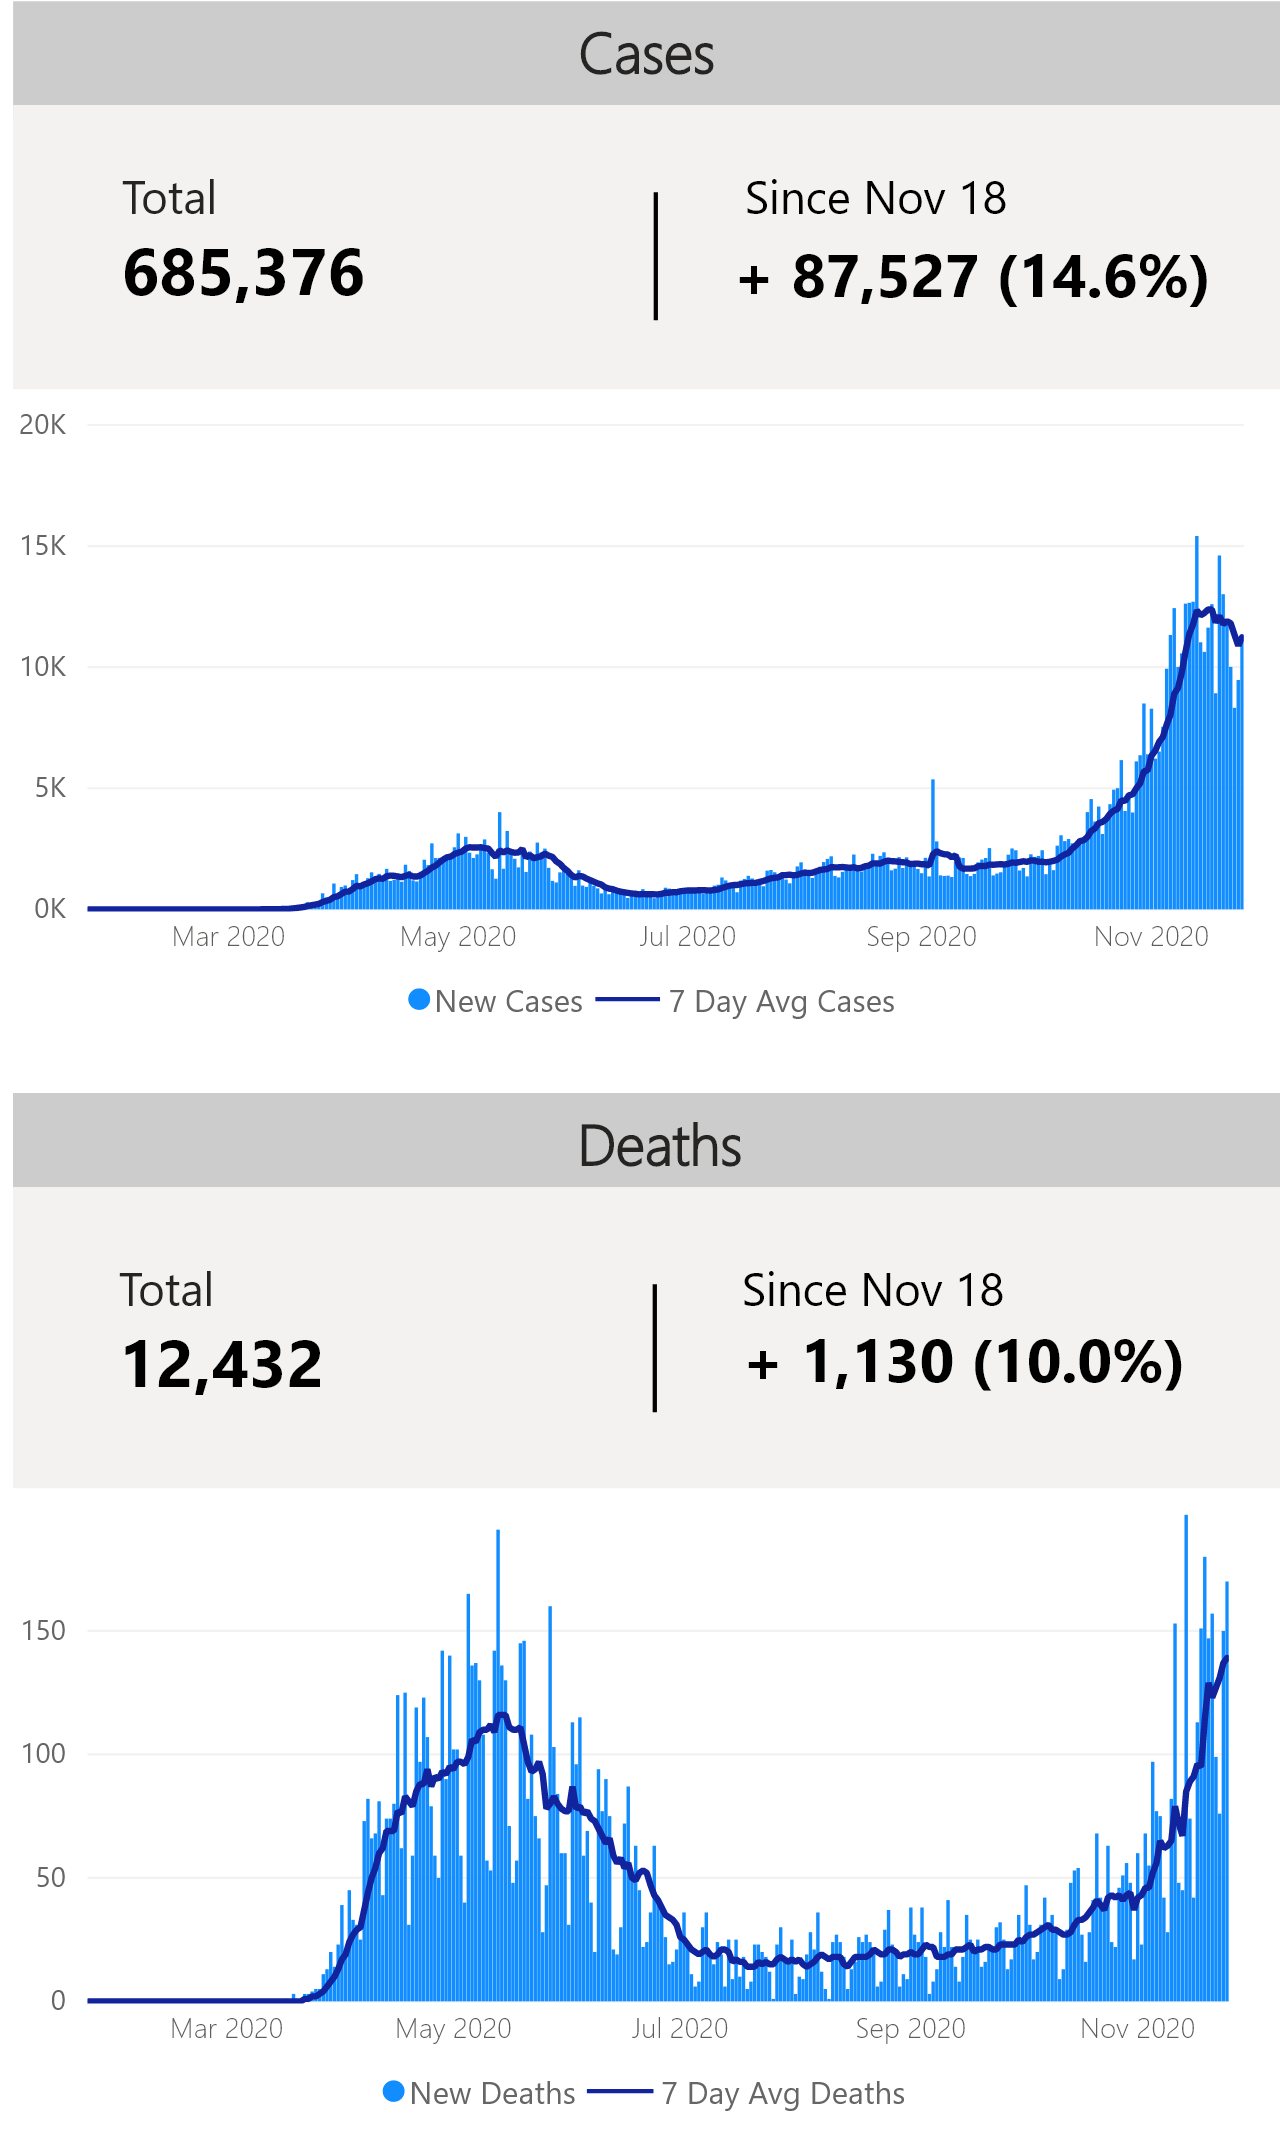 Cases
Total
Since Nov 18
685,376
+ 87,527 (14.6%)
20K
15K
10K
5K
0K
Mar 2020 May 2020 Jul 2020 Sep 2020 Nov 2020
New Cases 7 Day Avg Cases
Deaths
Total
Since Nov 18
12,432
+ 1,130 (10.0%)
150
100
50
0
Mar 2020 May 2020 Jul 2020 Sep 2020 Nov 2020
New Deaths 7 Day Avg Deaths